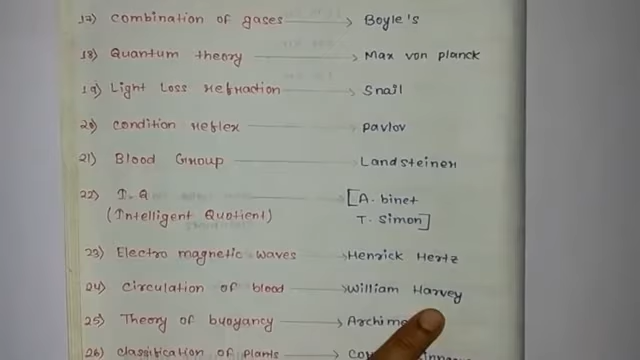 17) Combination of gases → Boyle's
18) Quantum theory → Max von planck
19) Light Loss refraction → Snail
20) condition reflex → pavlov
21) Blood Group → Landsteiner
22) I.Q → [A. binet
(Intelligent Quotient) T. Simon]
23) Electro magnetic waves → Henrick Hertz
24) Circulation of blood → William Harvey
25) Theory of buoyancy →
26) classification of plants →